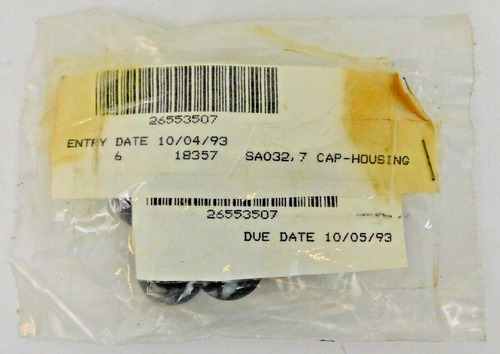 26553507
ENTRY DATE 10/04/93
6 18357 SA032,7 CAP-HOUSING
26553507
DUE DATE 10/05/93